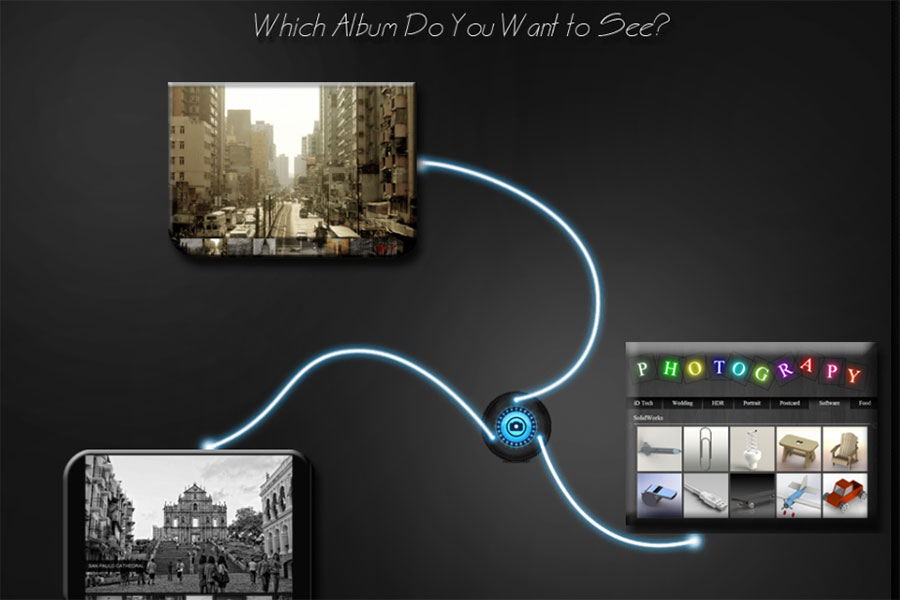 Which Album Do You Want to See?
PHOTOGRAPY
3D Tech Wedding HDR Portrait Postcard Software Food
SolidWorks
SAN PAULO CATHEDRAL